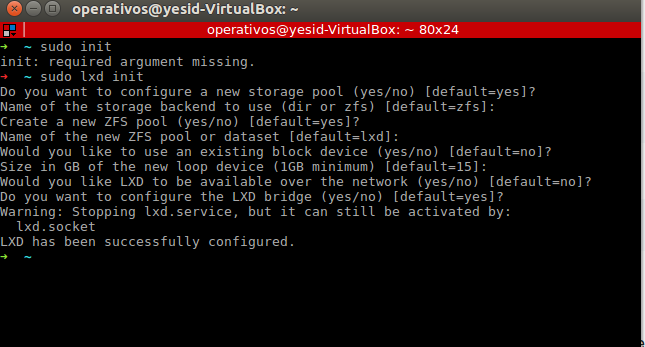 operativos@yesid-VirtualBox: ~
operativos@yesid-VirtualBox: ~ 80x24
➜ ~ sudo init
init: required argument missing.
➜ ~ sudo lxd init
Do you want to configure a new storage pool (yes/no) [default=yes]?
Name of the storage backend to use (dir or zfs) [default=zfs]:
Create a new ZFS pool (yes/no) [default=yes]?
Name of the new ZFS pool or dataset [default=lxd]:
Would you like to use an existing block device (yes/no) [default=no]?
Size in GB of the new loop device (1GB minimum) [default=15]:
Would you like LXD to be available over the network (yes/no) [default=no]?
Do you want to configure the LXD bridge (yes/no) [default=yes]?
Warning: Stopping lxd.service, but it can still be activated by:
  lxd.socket
LXD has been successfully configured.
➜ ~
e